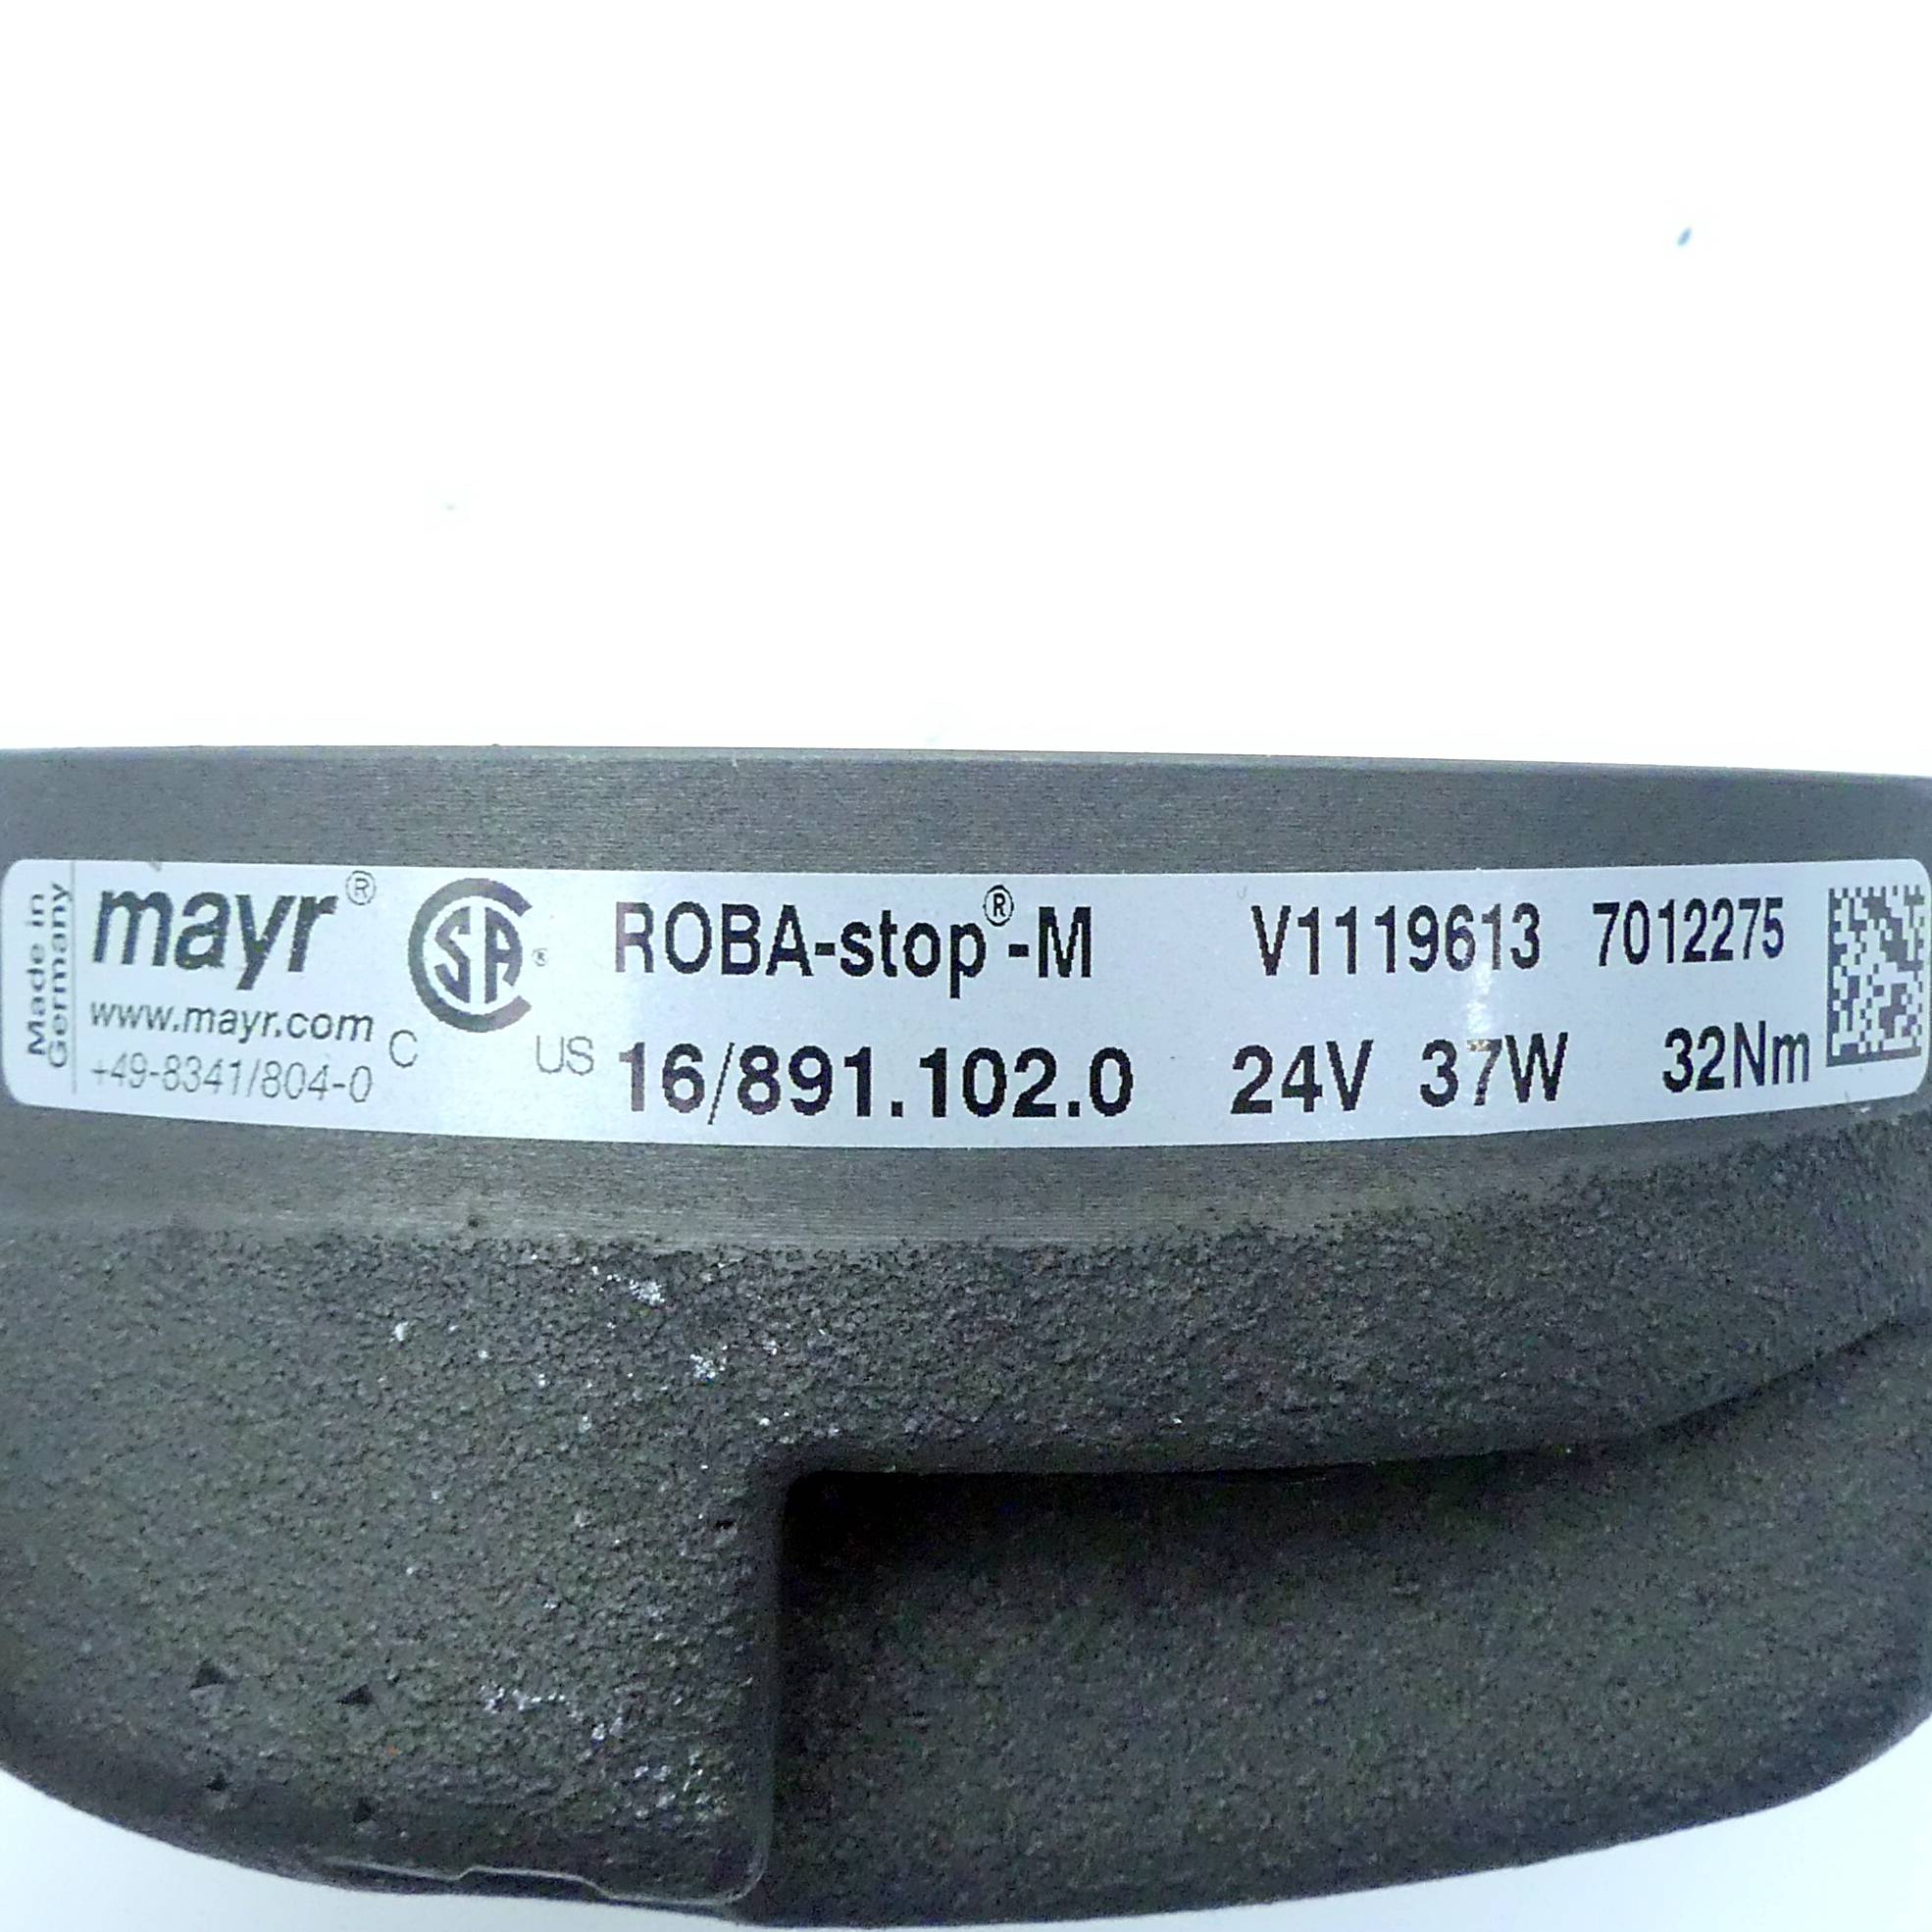 Made in
Germany
mayr®
www.mayr.com
+49-8341/804-0
C SA ® US
ROBA-stop®-M V1119613 7012275
16/891.102.0 24V 37W 32Nm